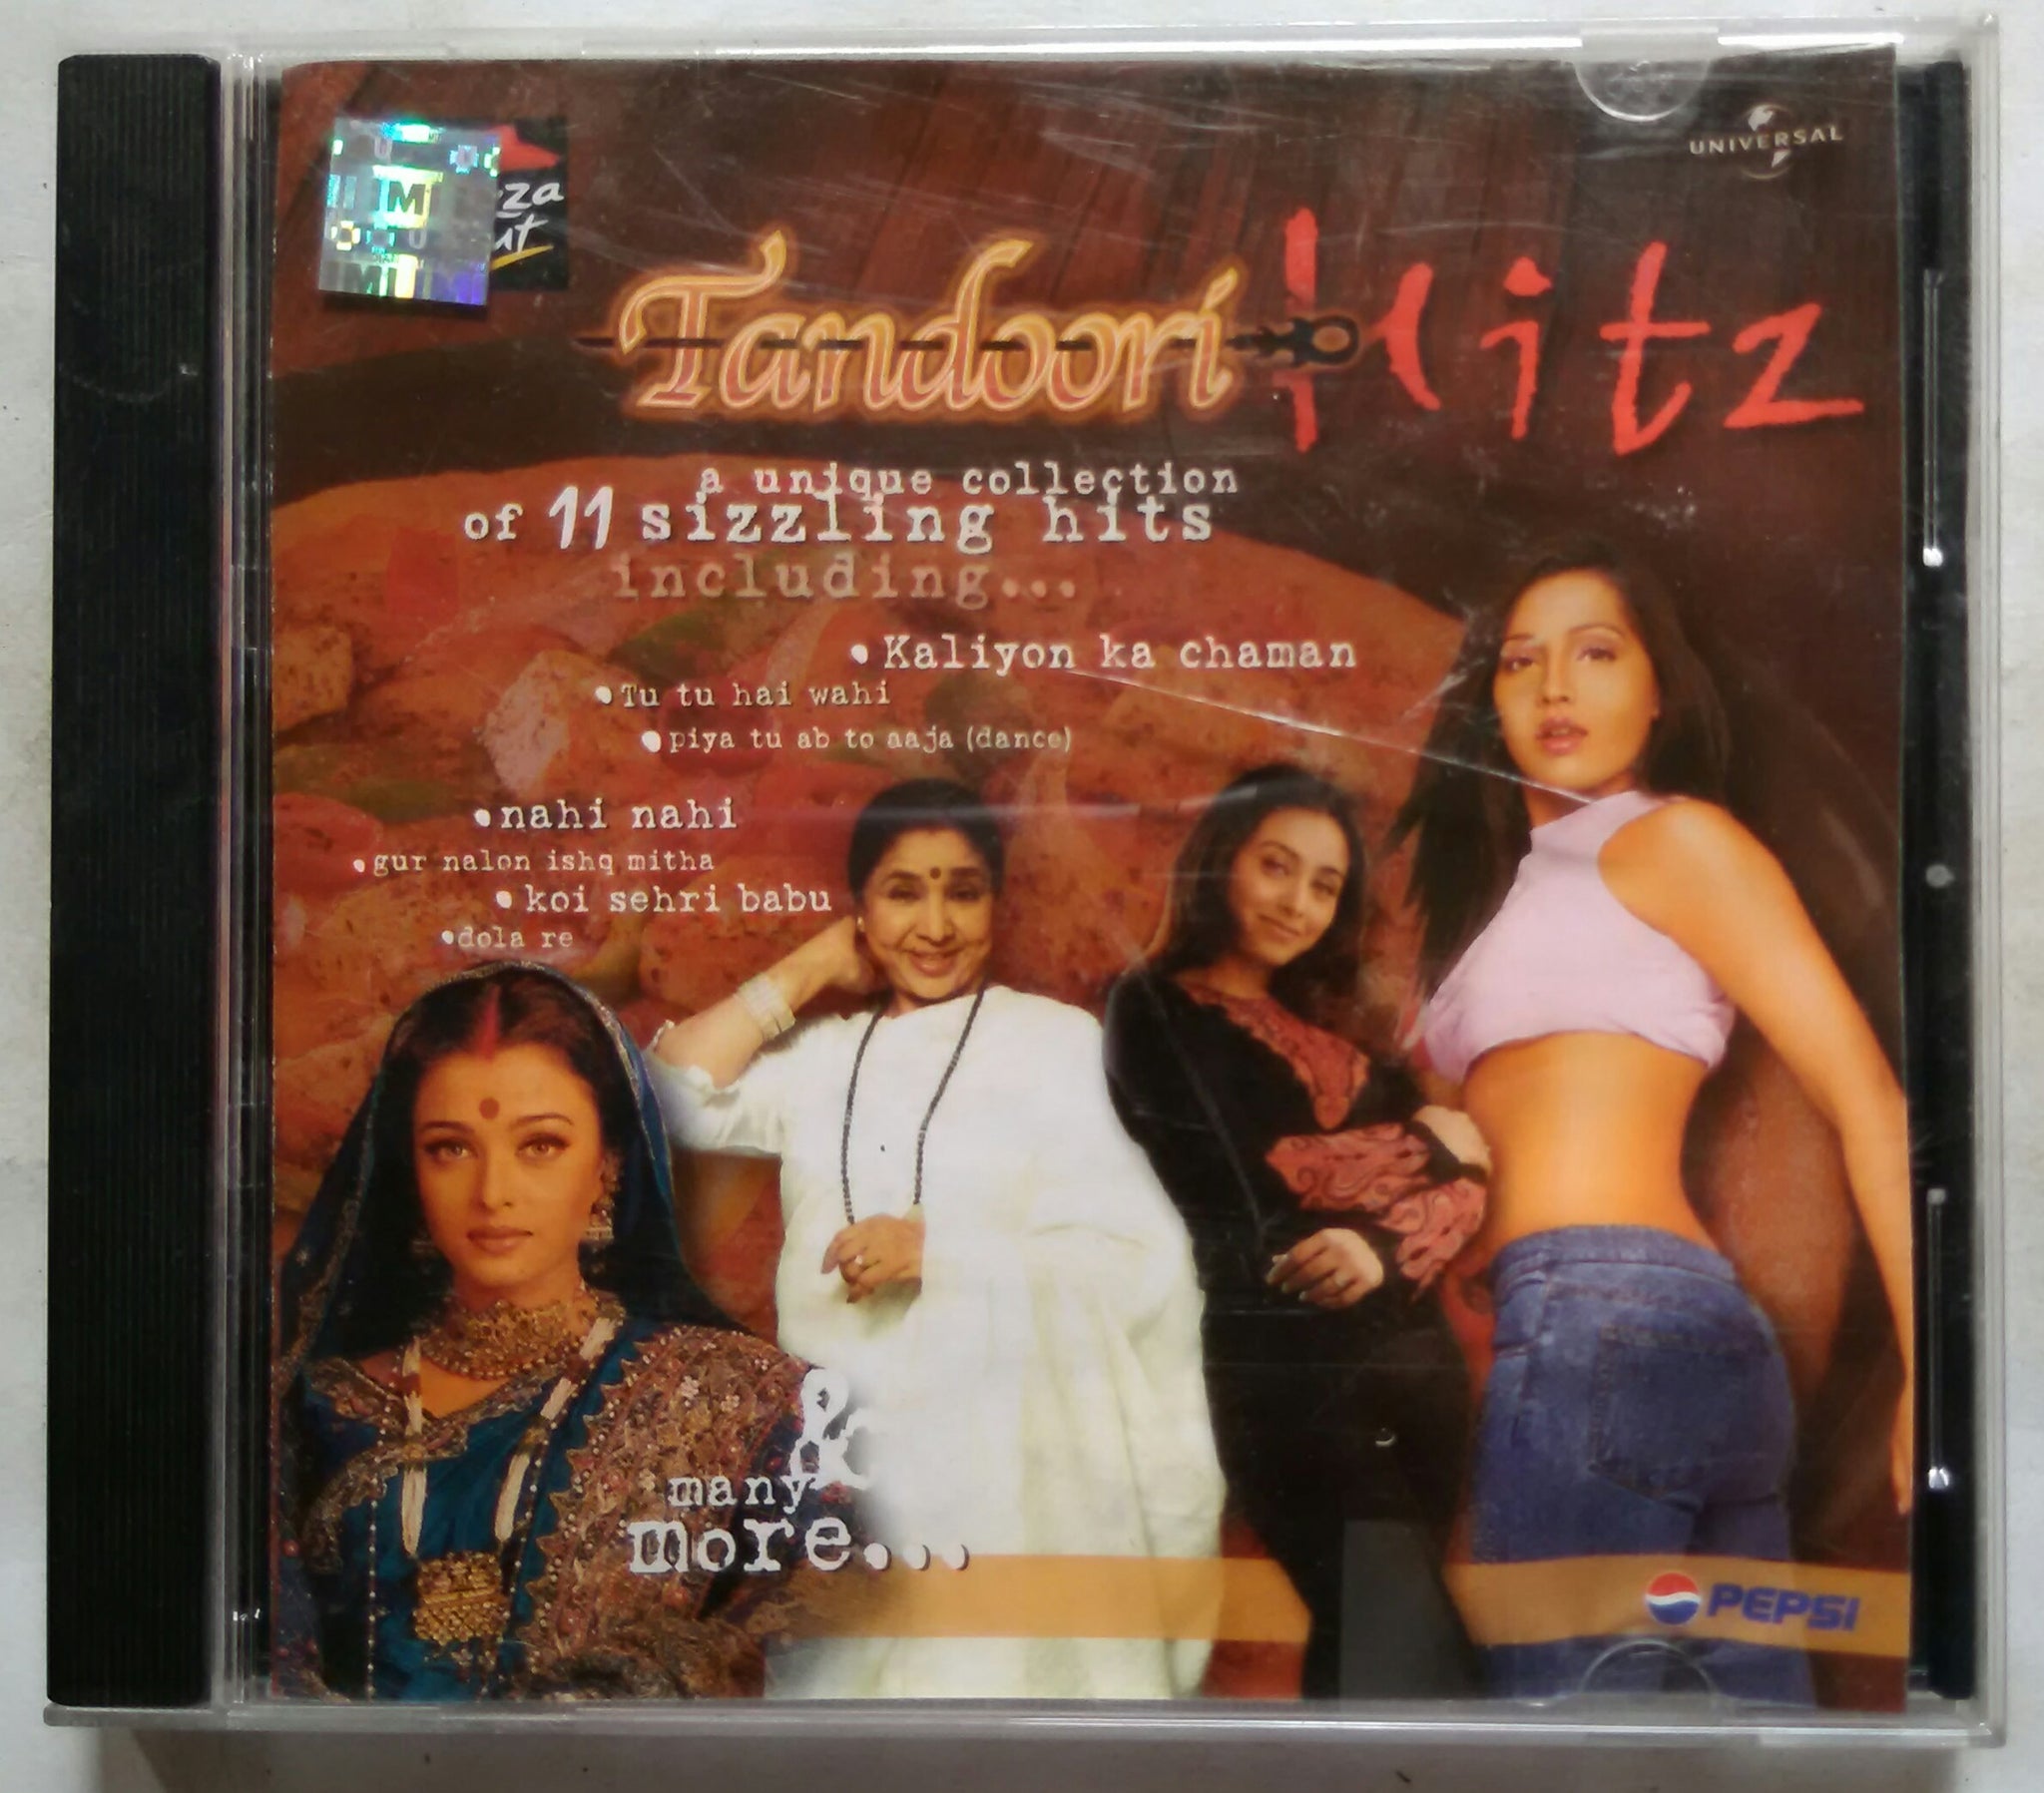 UNIVERSAL
Tandoori Hitz
a unique collection
of 11 sizzling hits
including...
• Kaliyon ka chaman
• Tu tu hai wahi
• piya tu ab to aaja (dance)
• nahi nahi
• gur nalon ishq mitha
• koi sehri babu
• dola re
&
many
more...
PEPSI